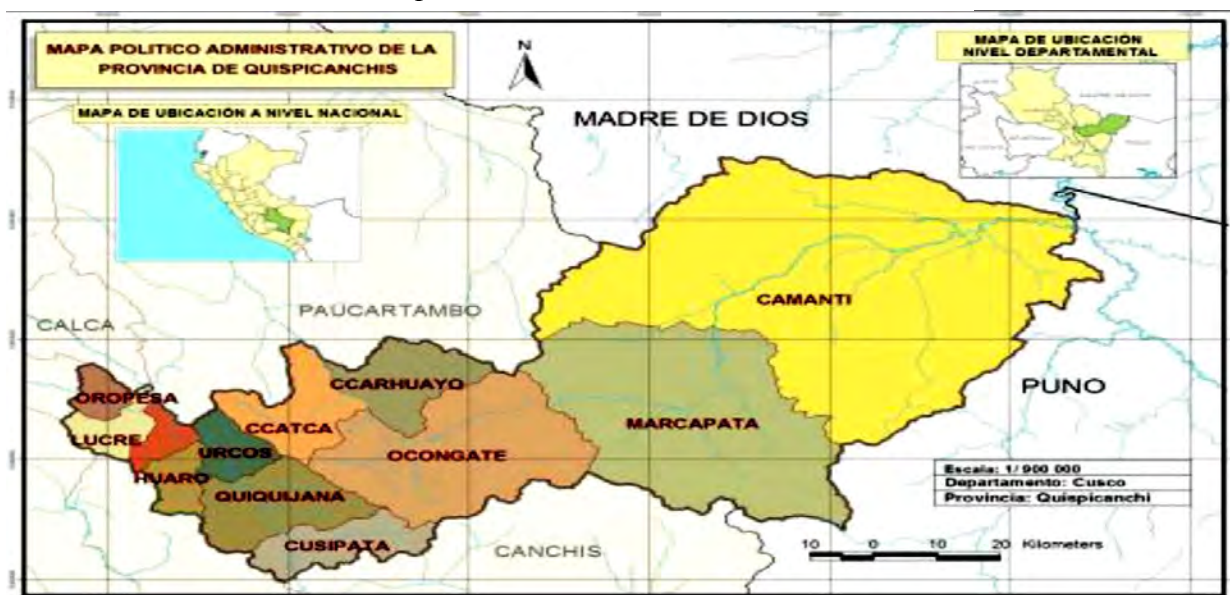 MAPA POLITICO ADMINISTRATIVO DE LA
PROVINCIA DE QUISPICANCHIS
MAPA DE UBICACIÓN A NIVEL NACIONAL
N
MAPA DE UBICACIÓN
NIVEL DEPARTAMENTAL
MADRE DE DIOS
PAUCARTAMBO
CALCA
CAMANTI
PUNO
OROPESA
CCARHUAYO
LUCRE
CCATCA
MARCAPATA
URCOS
OCONGATE
HUARO
QUIQUIJANA
CUSIPATA
CANCHIS
Escala: 1/ 900 000
Departamento: Cusco
Provincia: Quispicanchi
10 0 10 20 Kilometers